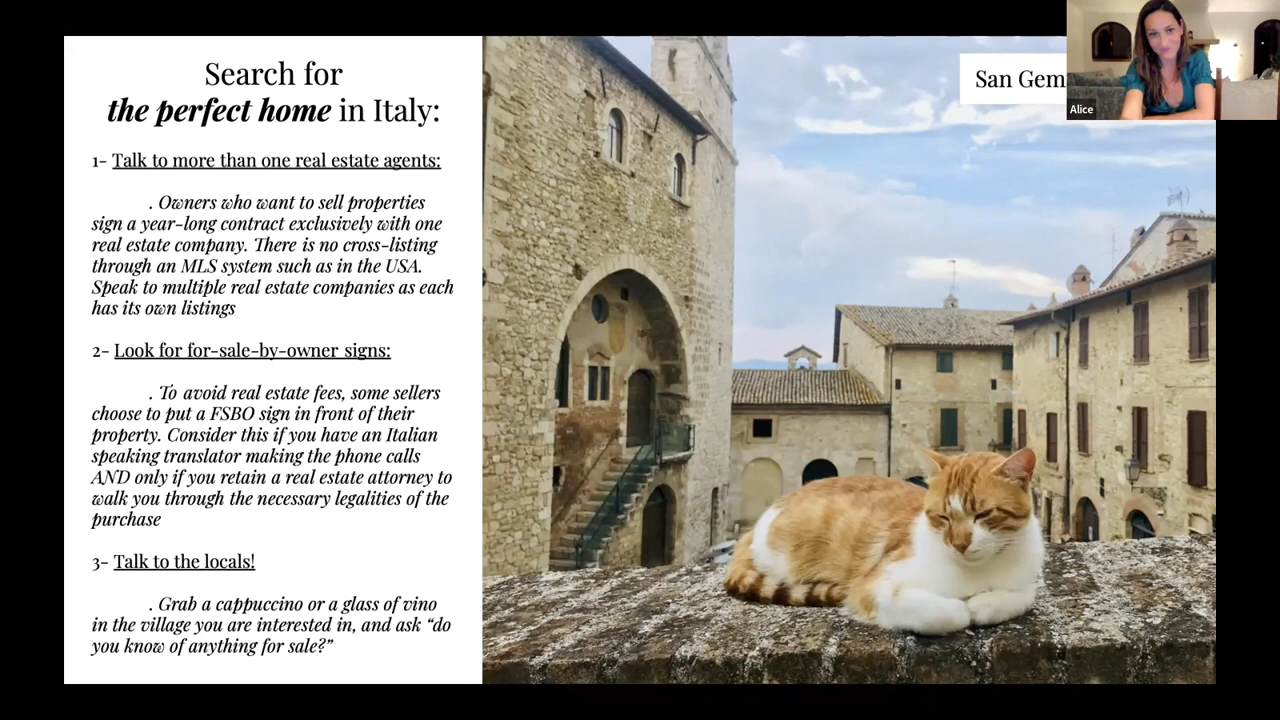 Search for
the perfect home in Italy:
1- Talk to more than one real estate agents:
. Owners who want to sell properties
sign a year-long contract exclusively with one
real estate company. There is no cross-listing
through an MLS system such as in the USA.
Speak to multiple real estate companies as each
has its own listings
2- Look for for-sale-by-owner signs:
. To avoid real estate fees, some sellers
choose to put a FSBO sign in front of their
property. Consider this if you have an Italian
speaking translator making the phone calls
AND only if you retain a real estate attorney to
walk you through the necessary legalities of the
purchase
3- Talk to the locals!
. Grab a cappuccino or a glass of vino
in the village you are interested in, and ask “do
you know of anything for sale?”
San Gem
Alice